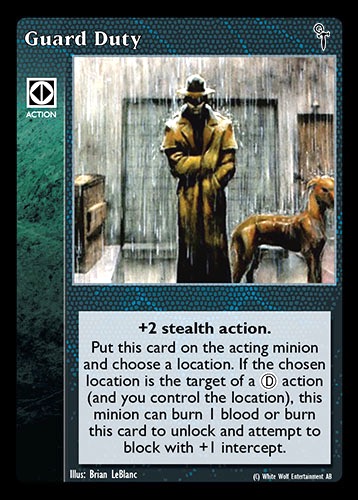 Guard Duty
ACTION
+2 stealth action.
Put this card on the acting minion
and choose a location. If the chosen
location is the target of a Ⓓ action
(and you control the location), this
minion can burn 1 blood or burn
this card to unlock and attempt to
block with +1 intercept.
Illus: Brian LeBlanc
(C) White Wolf Entertainment AB